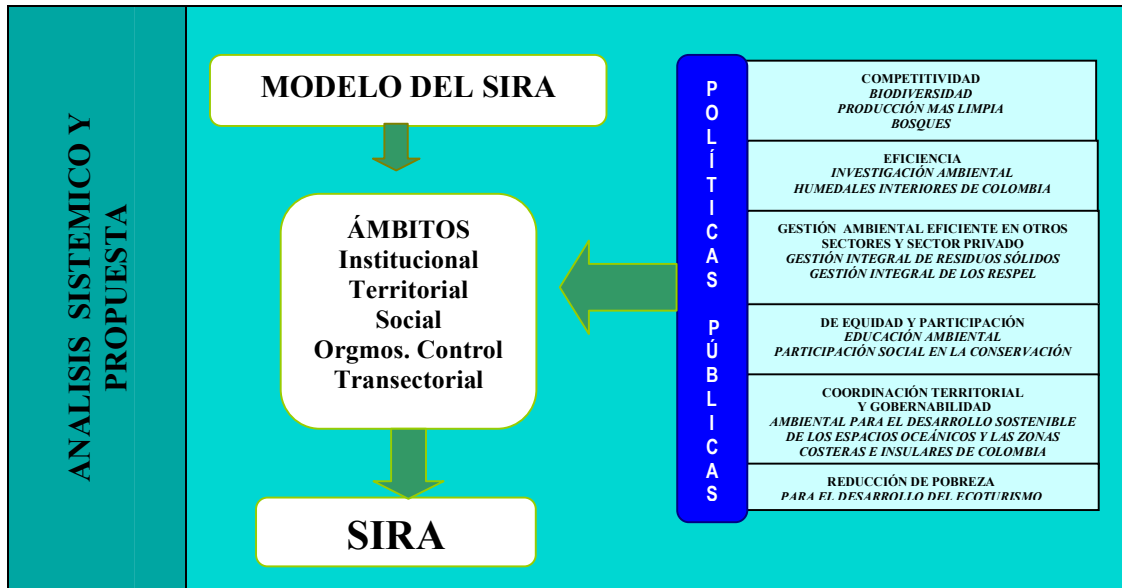 ANALISIS SISTEMICO Y
PROPUESTA
MODELO DEL SIRA
ÁMBITOS
Institucional
Territorial
Social
Orgmos. Control
Transectorial
SIRA
POLÍTICAS PÚBLICAS
COMPETITIVIDAD
BIODIVERSIDAD
PRODUCCIÓN MAS LIMPIA
BOSQUES
EFICIENCIA
INVESTIGACIÓN AMBIENTAL
HUMEDALES INTERIORES DE COLOMBIA
GESTIÓN AMBIENTAL EFICIENTE EN OTROS
SECTORES Y SECTOR PRIVADO
GESTIÓN INTEGRAL DE RESIDUOS SÓLIDOS
GESTIÓN INTEGRAL DE LOS RESPEL
DE EQUIDAD Y PARTICIPACIÓN
EDUCACIÓN AMBIENTAL
PARTICIPACIÓN SOCIAL EN LA CONSERVACIÓN
COORDINACIÓN TERRITORIAL
Y GOBERNABILIDAD
AMBIENTAL PARA EL DESARROLLO SOSTENIBLE
DE LOS ESPACIOS OCEÁNICOS Y LAS ZONAS
COSTERAS E INSULARES DE COLOMBIA
REDUCCIÓN DE POBREZA
PARA EL DESARROLLO DEL ECOTURISMO